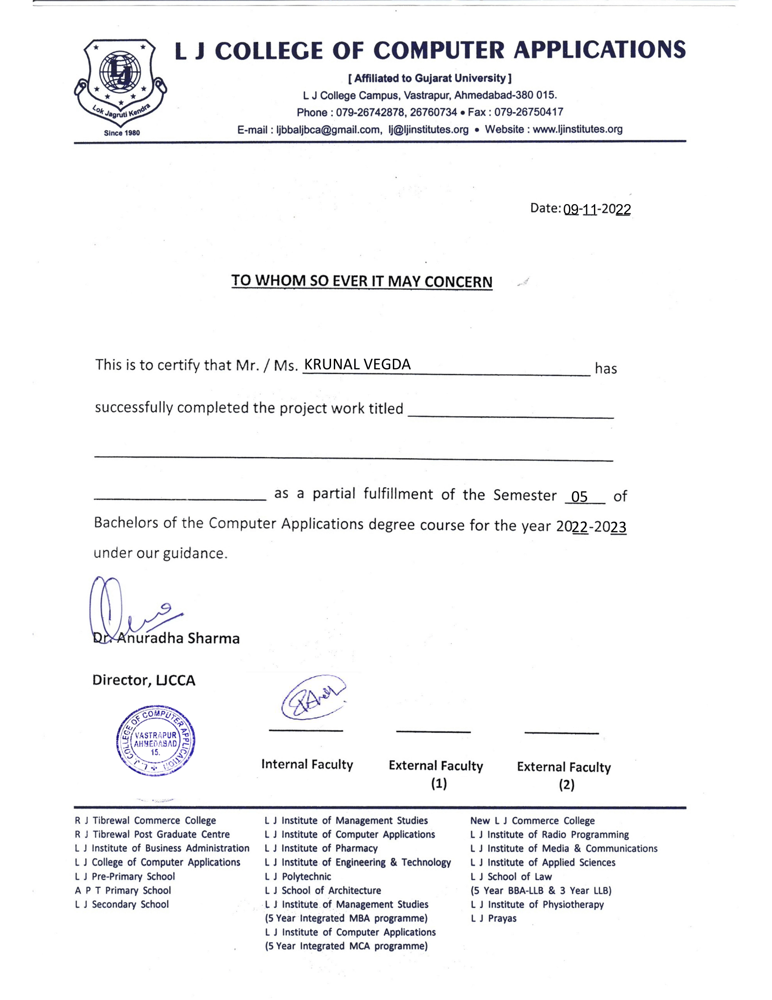 L J COLLEGE OF COMPUTER APPLICATIONS
[ Affiliated to Gujarat University ]
L J College Campus, Vastrapur, Ahmedabad-380 015.
Phone : 079-26742878, 26760734 • Fax : 079-26750417
E-mail : ljbbaljbca@gmail.com, lj@ljinstitutes.org • Website : www.ljinstitutes.org
LJ
Lok Jagruti Kendra
Since 1980
Date: 09-11-2022
TO WHOM SO EVER IT MAY CONCERN
This is to certify that Mr. / Ms. KRUNAL VEGDA has
successfully completed the project work titled
as a partial fulfillment of the Semester 05 of
Bachelors of the Computer Applications degree course for the year 2022-2023
under our guidance.
Dr. Anuradha Sharma
Director, LJCCA
L. J. COLLEGE OF COMPUTER APPLICATION
VASTRAPUR
AHMEDABAD
15.
Internal Faculty External Faculty External Faculty
(1) (2)
R J Tibrewal Commerce College
R J Tibrewal Post Graduate Centre
L J Institute of Business Administration
L J College of Computer Applications
L J Pre-Primary School
A P T Primary School
L J Secondary School
L J Institute of Management Studies
L J Institute of Computer Applications
L J Institute of Pharmacy
L J Institute of Engineering & Technology
L J Polytechnic
L J School of Architecture
L J Institute of Management Studies
(5 Year Integrated MBA programme)
L J Institute of Computer Applications
(5 Year Integrated MCA programme)
New L J Commerce College
L J Institute of Radio Programming
L J Institute of Media & Communications
L J Institute of Applied Sciences
L J School of Law
(5 Year BBA-LLB & 3 Year LLB)
L J Institute of Physiotherapy
L J Prayas